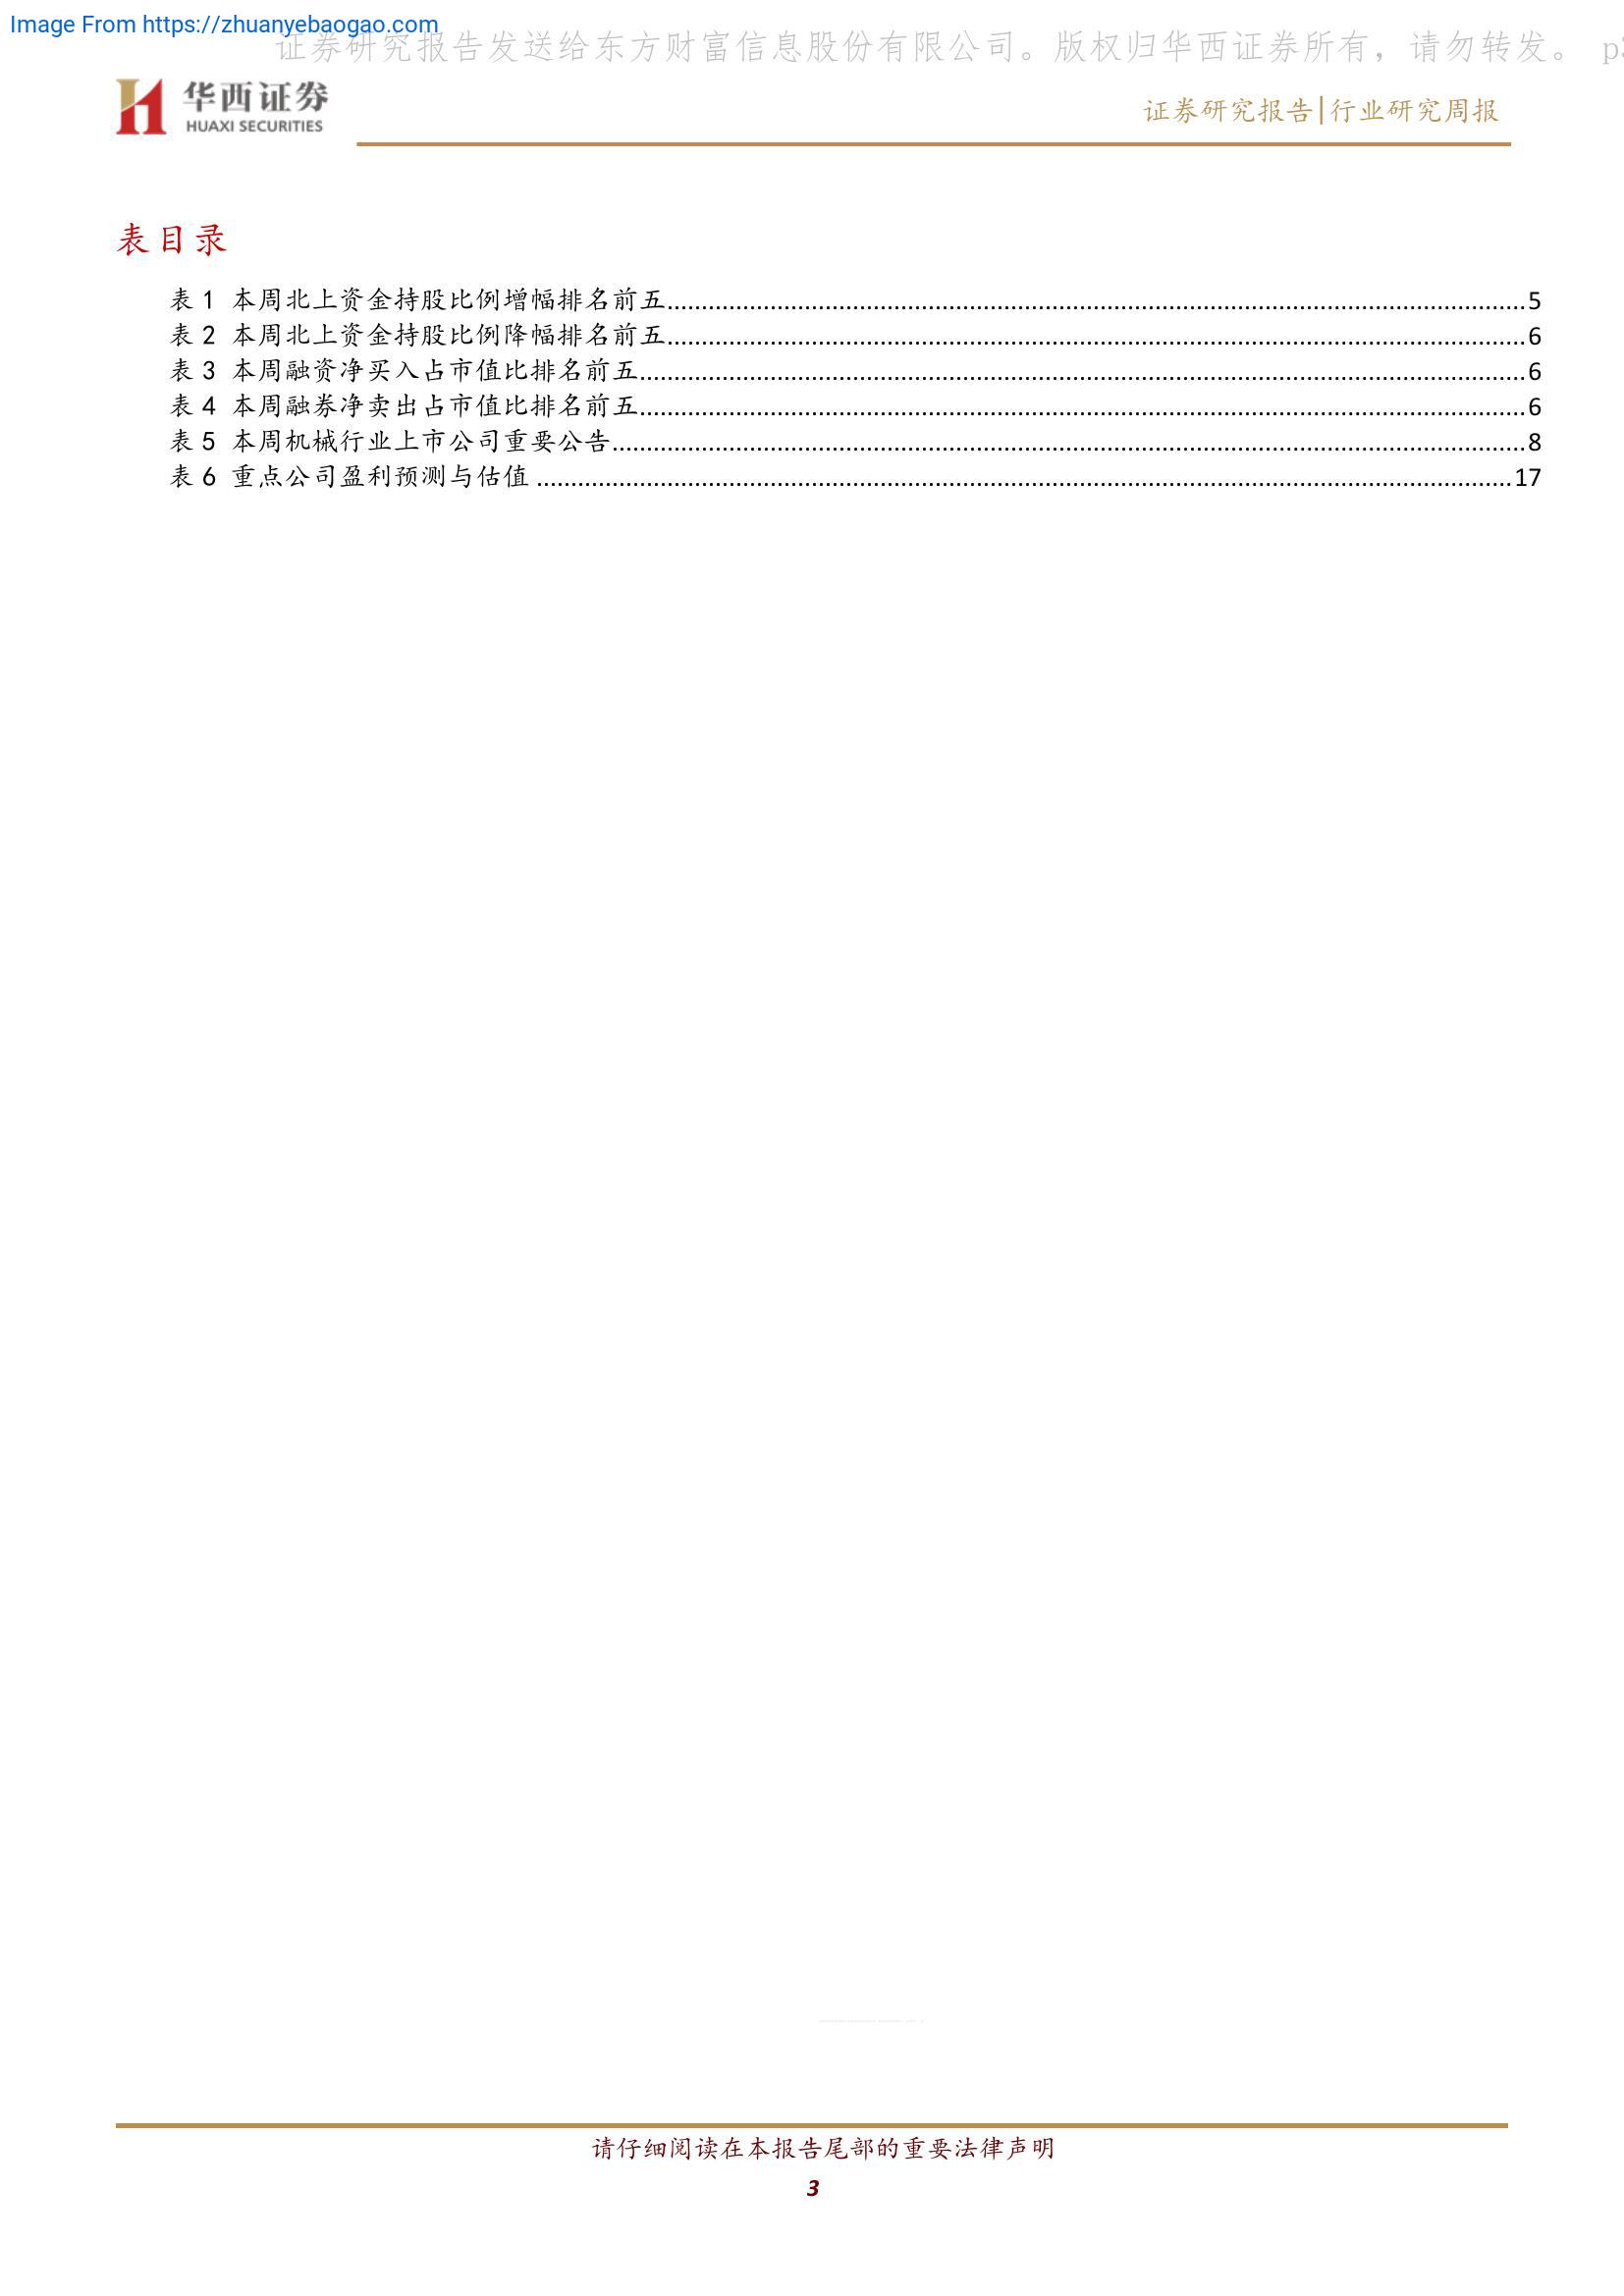 Image From https://zhuanyebaogao.com
证券研究报告发送给东方财富信息股份有限公司。版权归华西证券所有，请勿转发。 p3
华西证券
HUAXI SECURITIES
证券研究报告|行业研究周报
表目录
表 1 本周北上资金持股比例增幅排名前五....................5
表 2 本周北上资金持股比例降幅排名前五....................6
表 3 本周融资净买入占市值比排名前五....................6
表 4 本周融券净卖出占市值比排名前五....................6
表 5 本周机械行业上市公司重要公告....................8
表 6 重点公司盈利预测与估值 ....................17
请仔细阅读在本报告尾部的重要法律声明
3